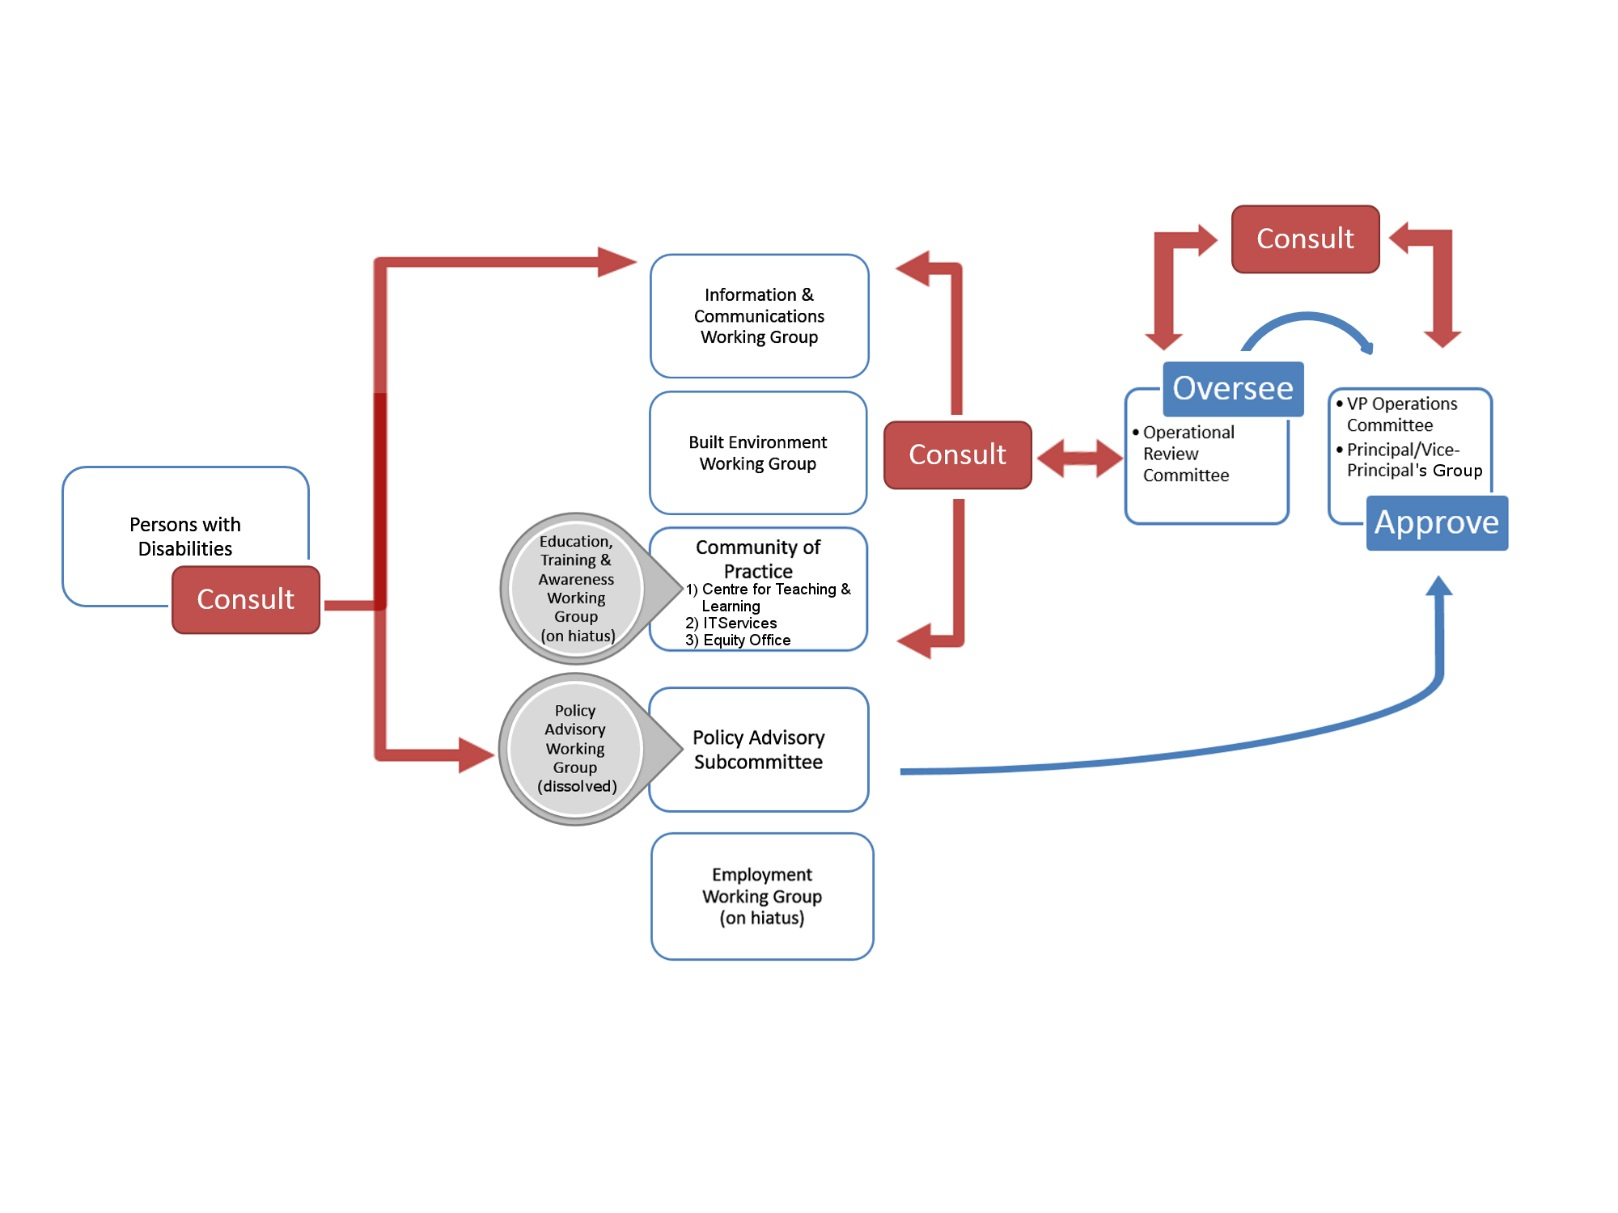 Persons with
Disabilities
Consult
Information &
Communications
Working Group
Built Environment
Working Group
Education,
Training &
Awareness
Working
Group
(on hiatus)
Community of
Practice
1) Centre for Teaching &
Learning
2) ITServices
3) Equity Office
Policy
Advisory
Working
Group
(dissolved)
Policy Advisory
Subcommittee
Employment
Working Group
(on hiatus)
Consult
Consult
Oversee
• Operational
Review
Committee
• VP Operations
Committee
• Principal/Vice-
Principal's Group
Approve